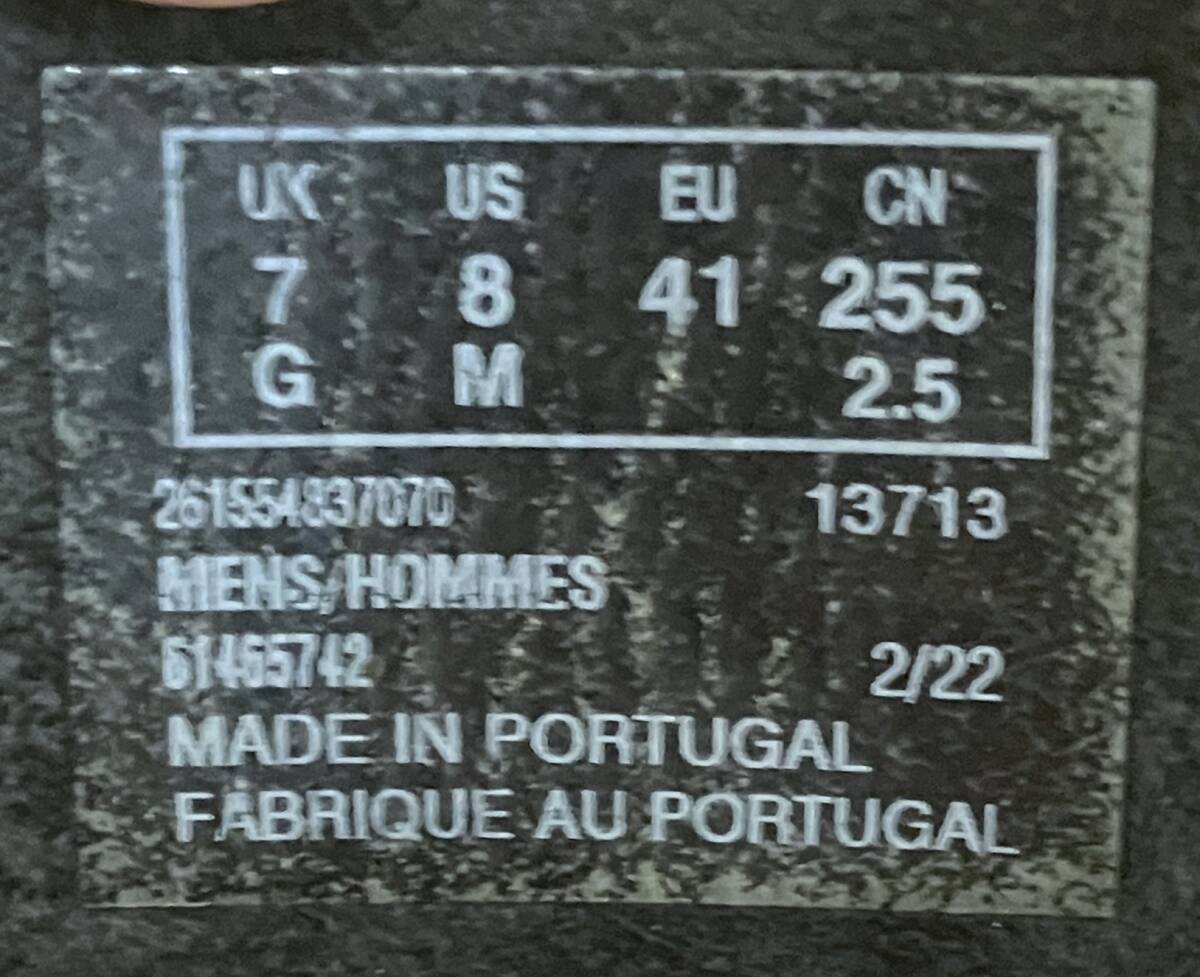 UK US EU CN
7 8 41 255
G M 2.5
261554837070 13713
MENS/HOMMES
61465742 2/22
MADE IN PORTUGAL
FABRIQUE AU PORTUGAL